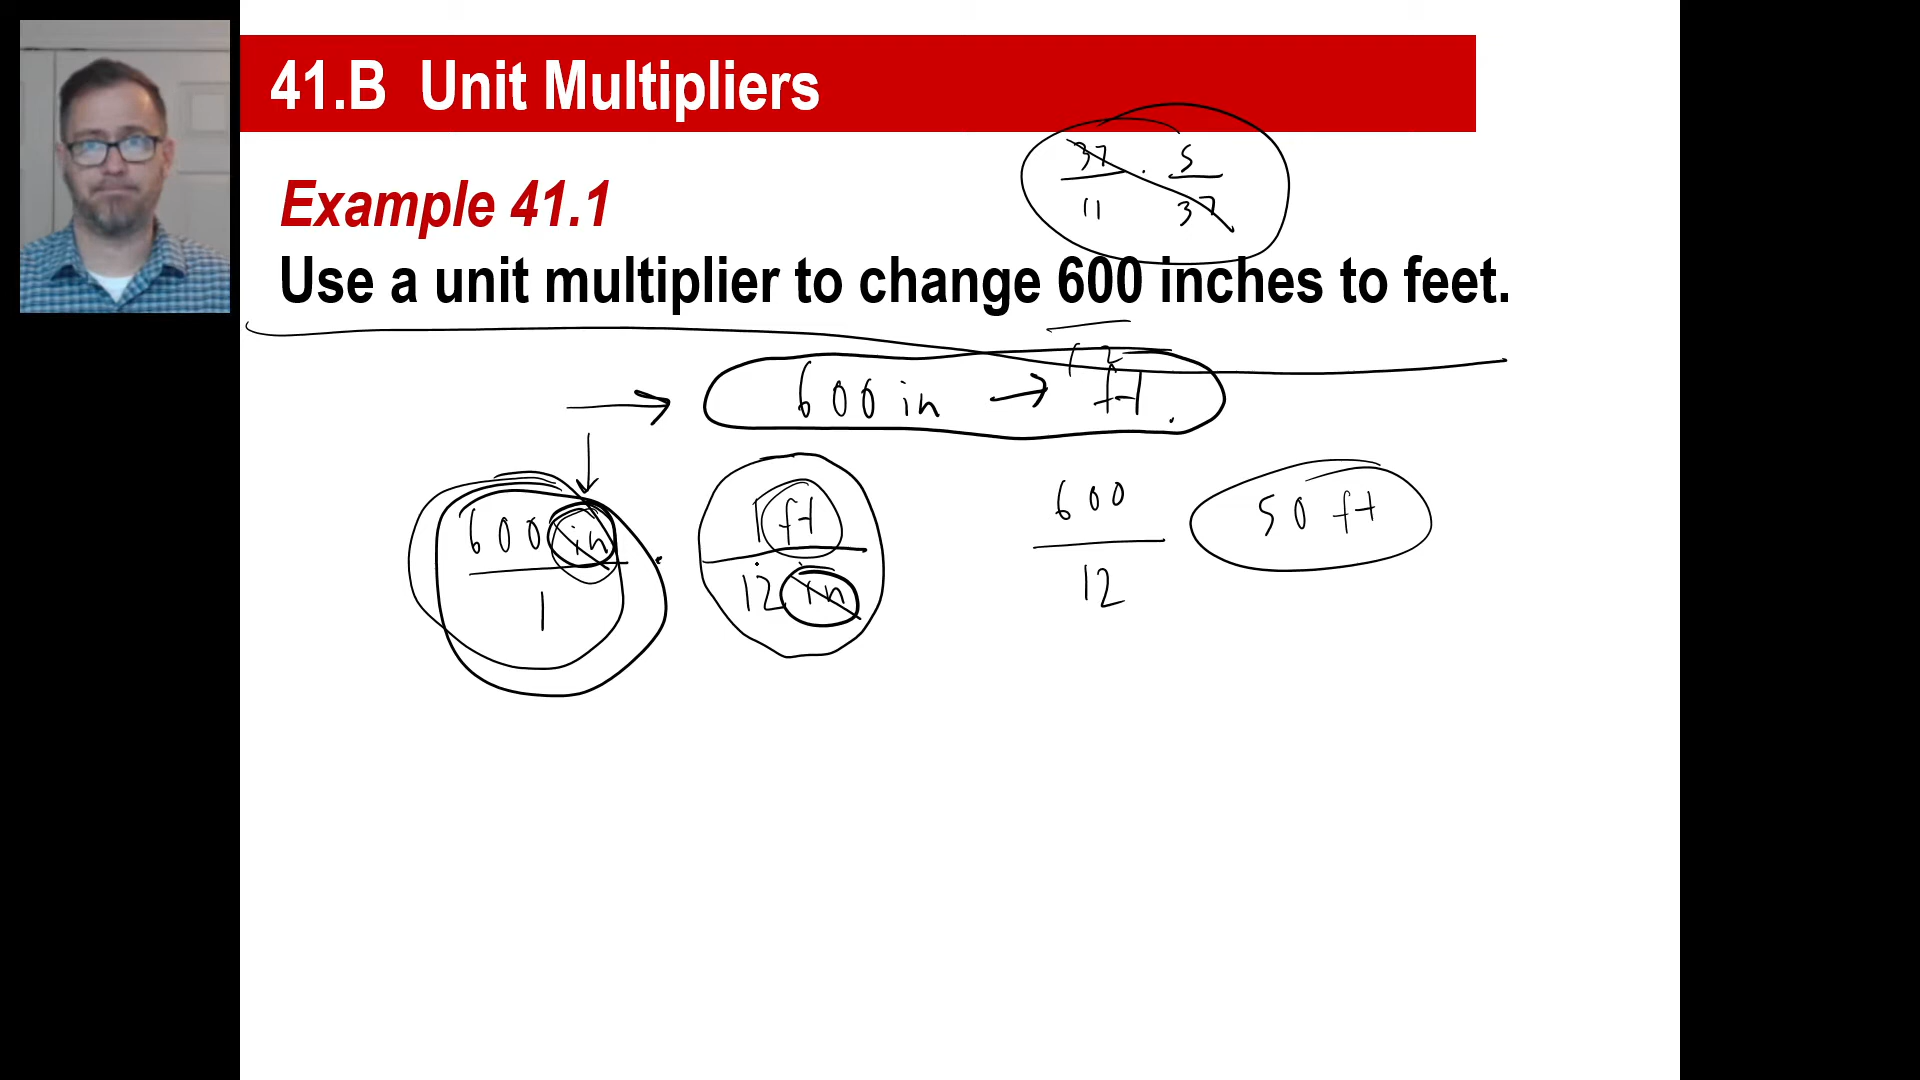 41.B Unit Multipliers
37 · 5
11 37
Example 41.1
Use a unit multiplier to change 600 inches to feet.
12
600 in → ft.
600 in · 1 ft 600 50 ft
1 12 in 12